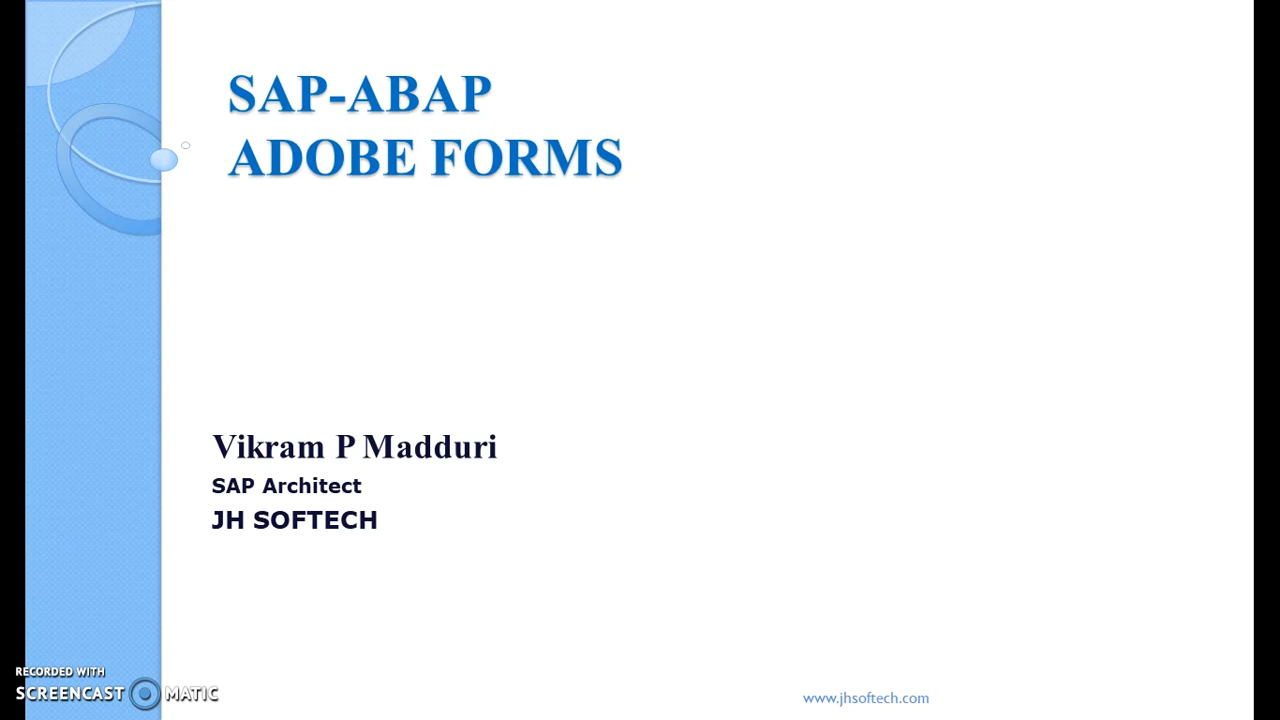 SAP-ABAP
ADOBE FORMS
Vikram P Madduri
SAP Architect
JH SOFTECH
RECORDED WITH
SCREENCAST MATIC
www.jhsoftech.com